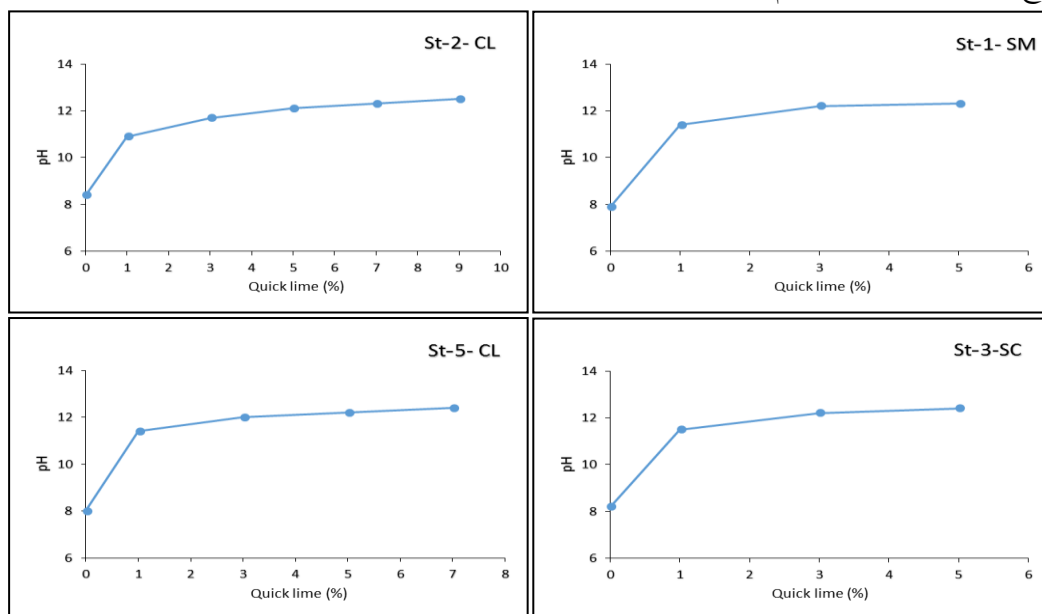 St-2- CL
14
12
10
8
6
pH
0 1 2 3 4 5 6 7 8 9 10
Quick lime (%)
St-1- SM
14
12
10
8
6
pH
0 1 2 3 4 5 6
Quick lime (%)
St-5- CL
14
12
10
8
6
pH
0 1 2 3 4 5 6 7 8
Quick lime (%)
St-3-SC
14
12
10
8
6
pH
0 1 2 3 4 5 6
Quick lime (%)